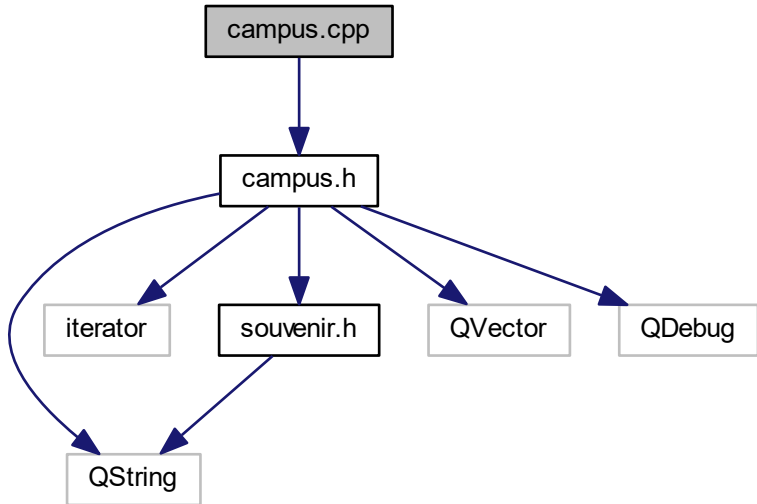 campus.cpp
campus.h
iterator
souvenir.h
QVector
QDebug
QString